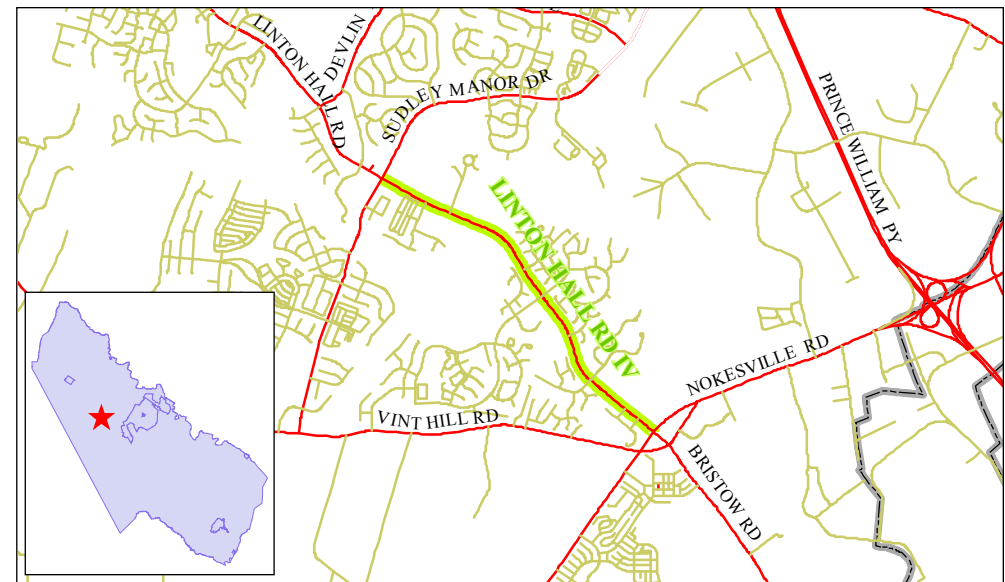 LINTON HALL RD
DEVLIN
SUDLEY MANOR DR
PRINCE WILLIAM PY
LINTON HALL RD IV
NOKESVILLE RD
VINT HILL RD
BRISTOW RD